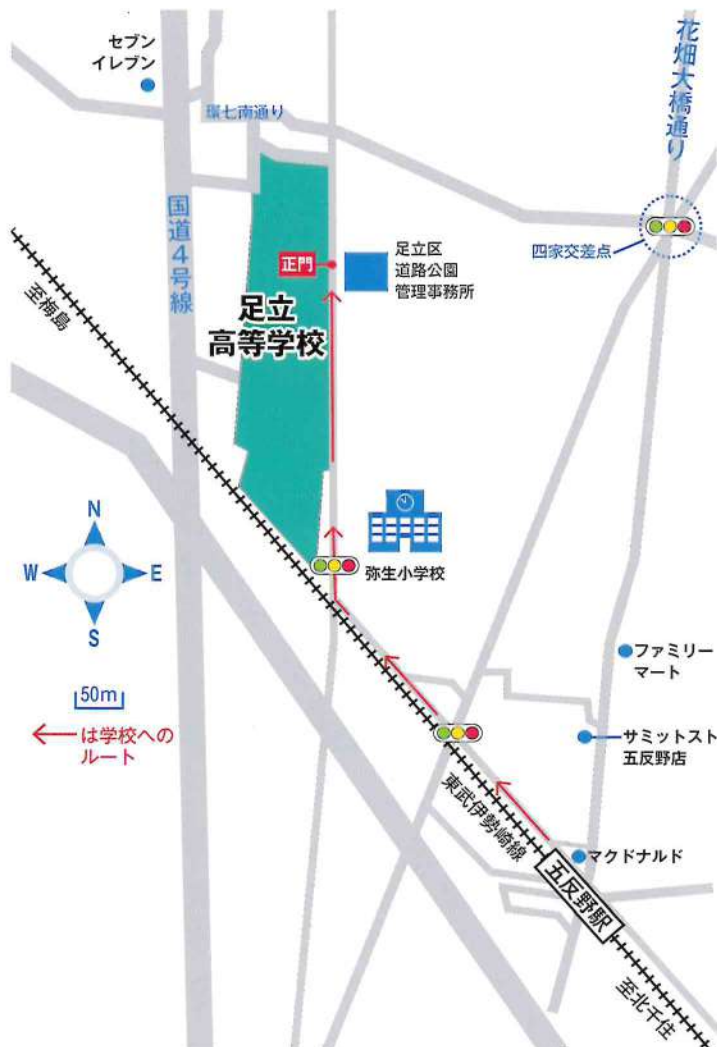 セブン
イレブン
環七南通り
花畑大橋通り
国道4号線
四家交差点
正門
足立区
道路公園
管理事務所
足立
高等学校
至梅島
N
W
E
S
弥生小学校
50m
は学校への
ルート
ファミリー
マート
サミットスト
五反野店
東武伊勢崎線
マクドナルド
五反野駅
至北千住